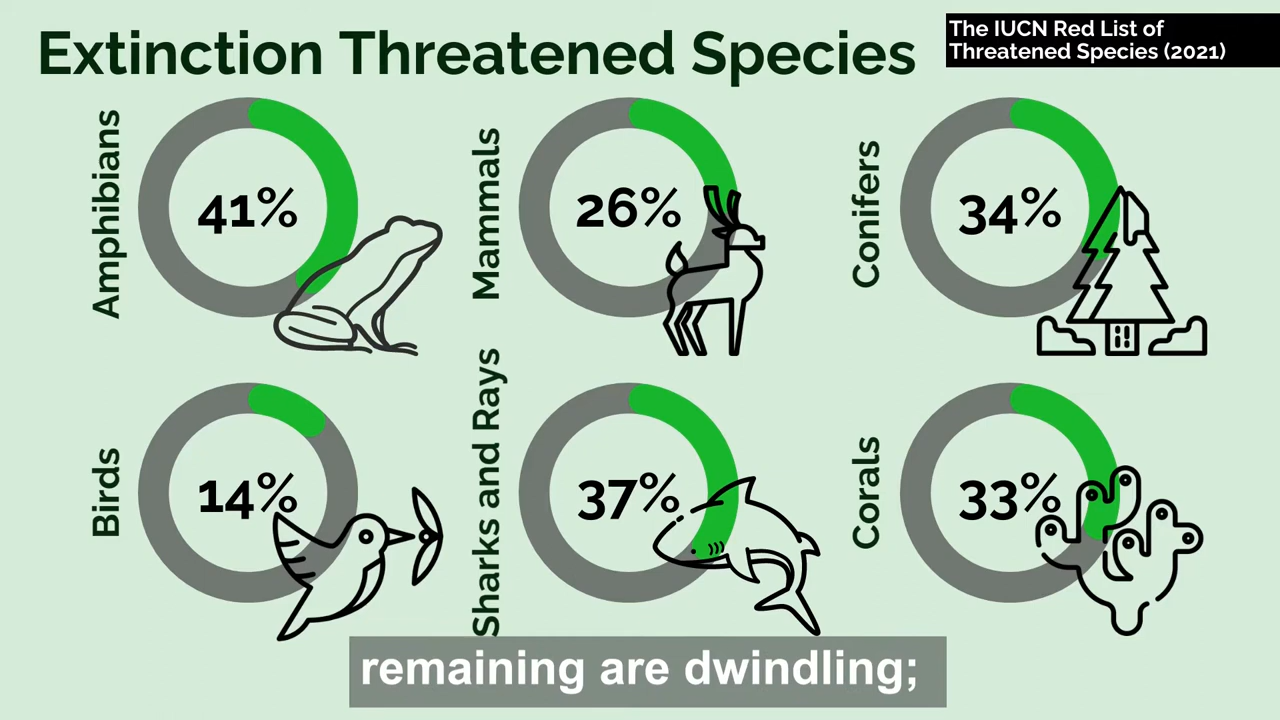 Extinction Threatened Species
The IUCN Red List of
Threatened Species (2021)
Amphibians
41%
Mammals
26%
Conifers
34%
Birds
14%
Sharks and Rays
37%
Corals
33%
remaining are dwindling;